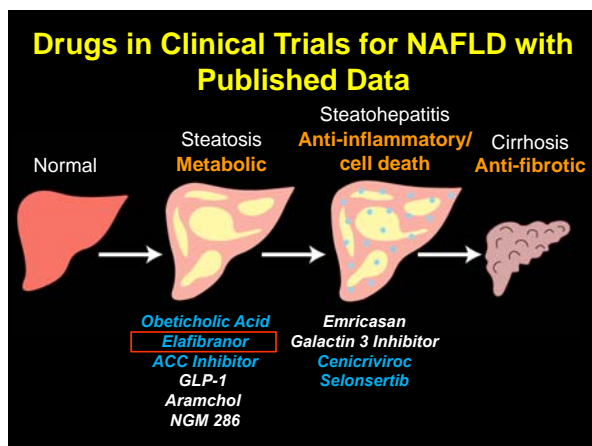 Drugs in Clinical Trials for NAFLD with
Published Data
Normal
Steatosis
Metabolic
Steatohepatitis
Anti-inflammatory/
cell death
Cirrhosis
Anti-fibrotic
Obeticholic Acid
Elafibranor
ACC Inhibitor
GLP-1
Aramchol
NGM 286
Emricasan
Galactin 3 Inhibitor
Cenicriviroc
Selonsertib